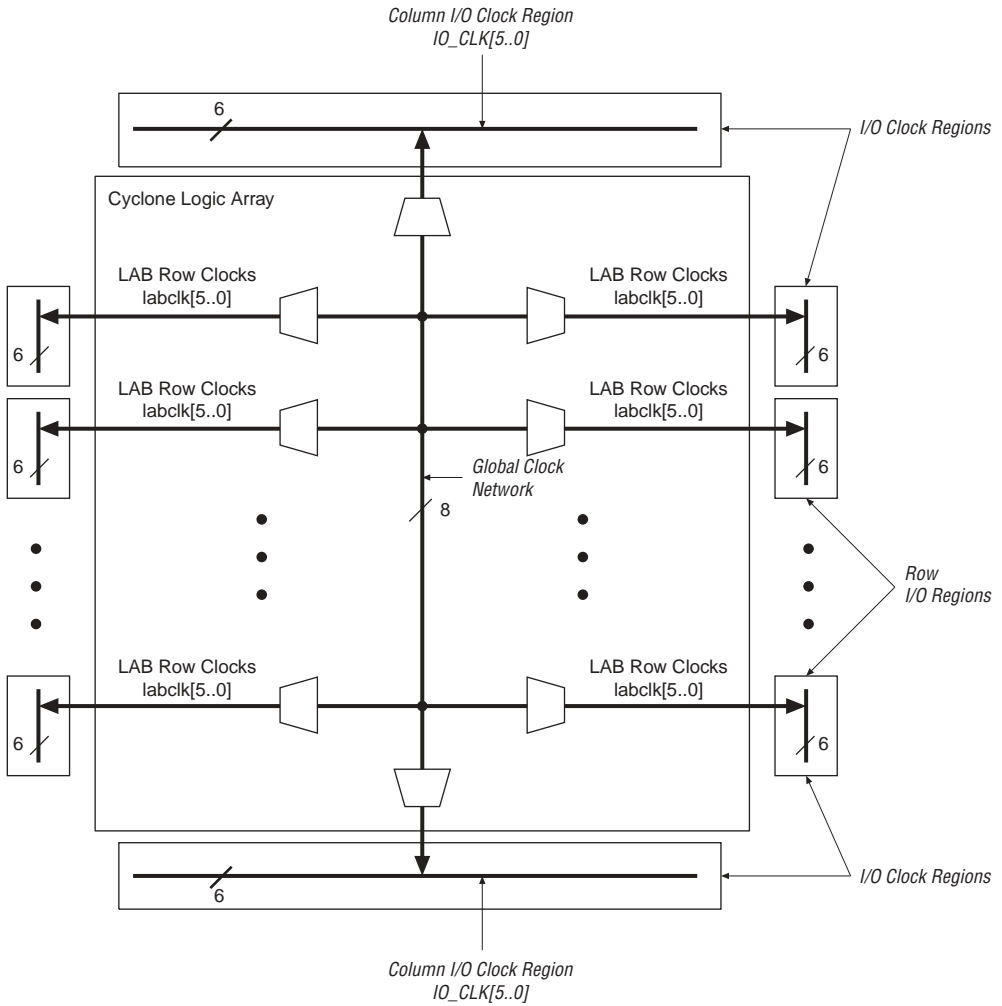 Column I/O Clock Region
IO_CLK[5..0]
6
I/O Clock Regions
Cyclone Logic Array
LAB Row Clocks
labclk[5..0]
LAB Row Clocks
labclk[5..0]
6
6
LAB Row Clocks
labclk[5..0]
LAB Row Clocks
labclk[5..0]
6
6
Global Clock
Network
8
Row
I/O Regions
LAB Row Clocks
labclk[5..0]
LAB Row Clocks
labclk[5..0]
6
6
I/O Clock Regions
6
Column I/O Clock Region
IO_CLK[5..0]